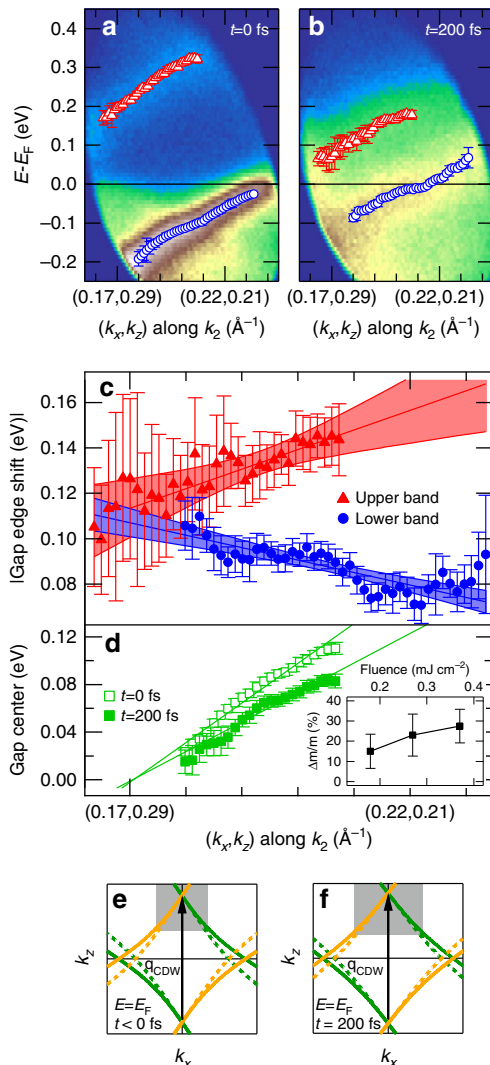 a
t=0 fs
b
t=200 fs
0.4
0.3
0.2
0.1
0.0
−0.1
−0.2
E-E_F (eV)
(0.17,0.29) (0.22,0.21) (0.17,0.29) (0.22,0.21)
(k_x,k_z) along k_2 (Å⁻¹) (k_x,k_z) along k_2 (Å⁻¹)
c
|Gap edge shift (eV)|
0.16
0.14
0.12
0.10
0.08
Upper band
Lower band
d
Gap center (eV)
0.12
0.08
0.04
0.00
t=0 fs
t=200 fs
Fluence (mJ cm⁻²)
0.2 0.3 0.4
Δm/m (%)
40
30
20
10
0
(0.17,0.29) (0.22,0.21)
(k_x,k_z) along k_2 (Å⁻¹)
e
k_z
q_CDW
E=E_F
t < 0 fs
k_x
f
k_z
q_CDW
E=E_F
t = 200 fs
k_x